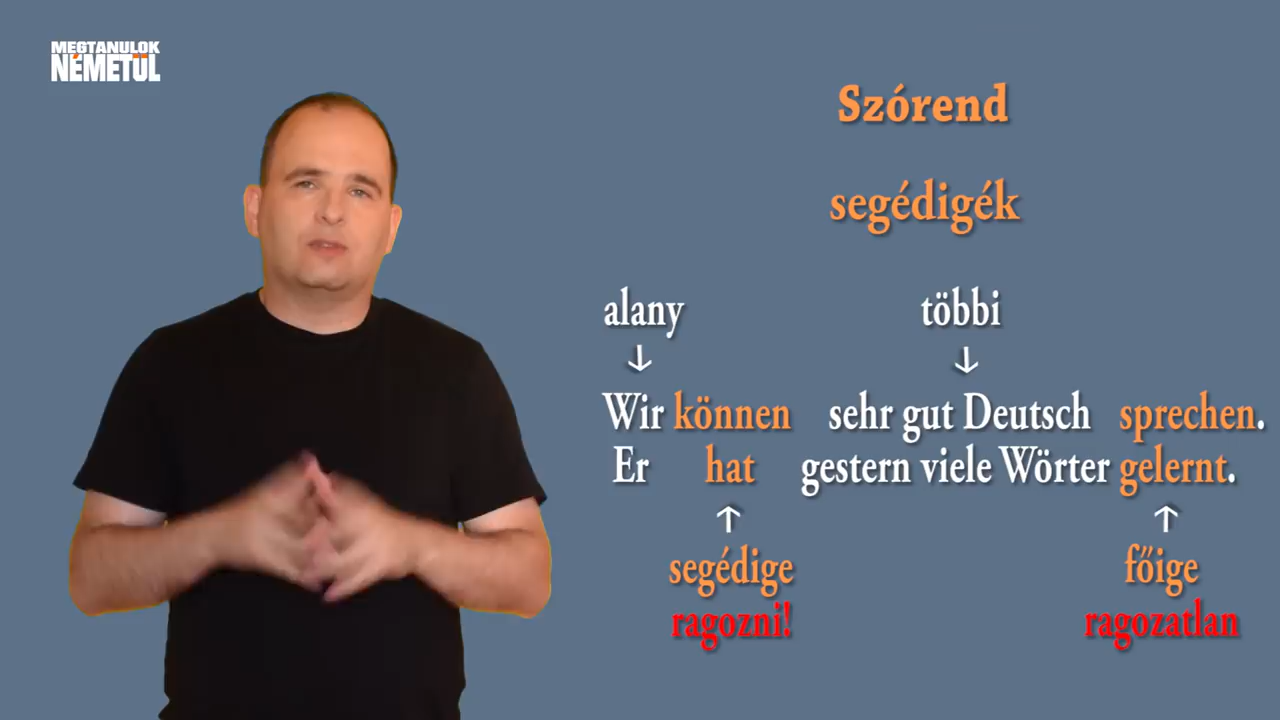 MEGTANULOK
NÉMETÜL
Szórend
segédigék
alany többi
↓ ↓
Wir können sehr gut Deutsch sprechen.
Er hat gestern viele Wörter gelernt.
↑ ↑
segédige főige
ragozni! ragozatlan